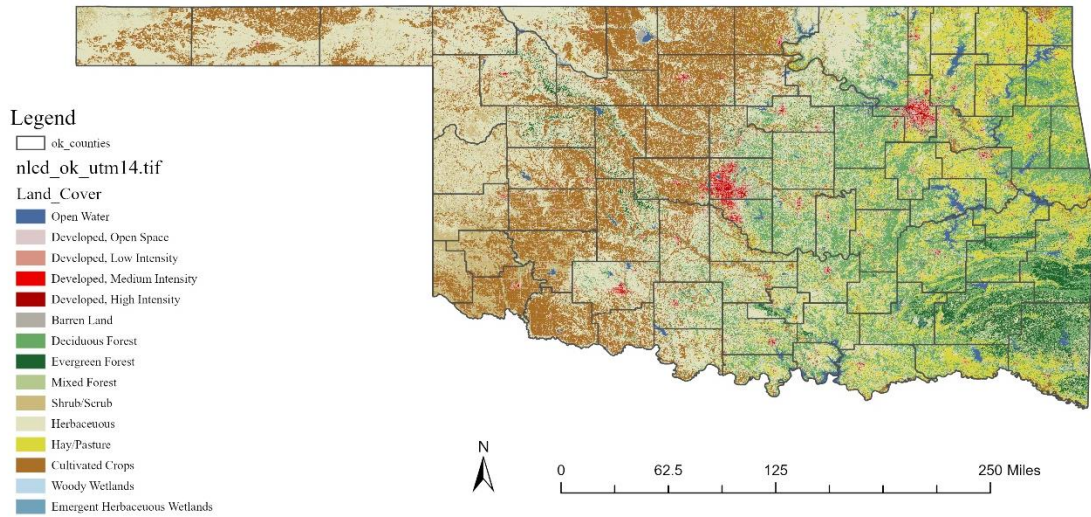 Legend
ok_counties
nlcd_ok_utm14.tif
Land_Cover
Open Water
Developed, Open Space
Developed, Low Intensity
Developed, Medium Intensity
Developed, High Intensity
Barren Land
Deciduous Forest
Evergreen Forest
Mixed Forest
Shrub/Scrub
Herbaceuous
Hay/Pasture
Cultivated Crops
Woody Wetlands
Emergent Herbaceuous Wetlands
N
0 62.5 125 250 Miles